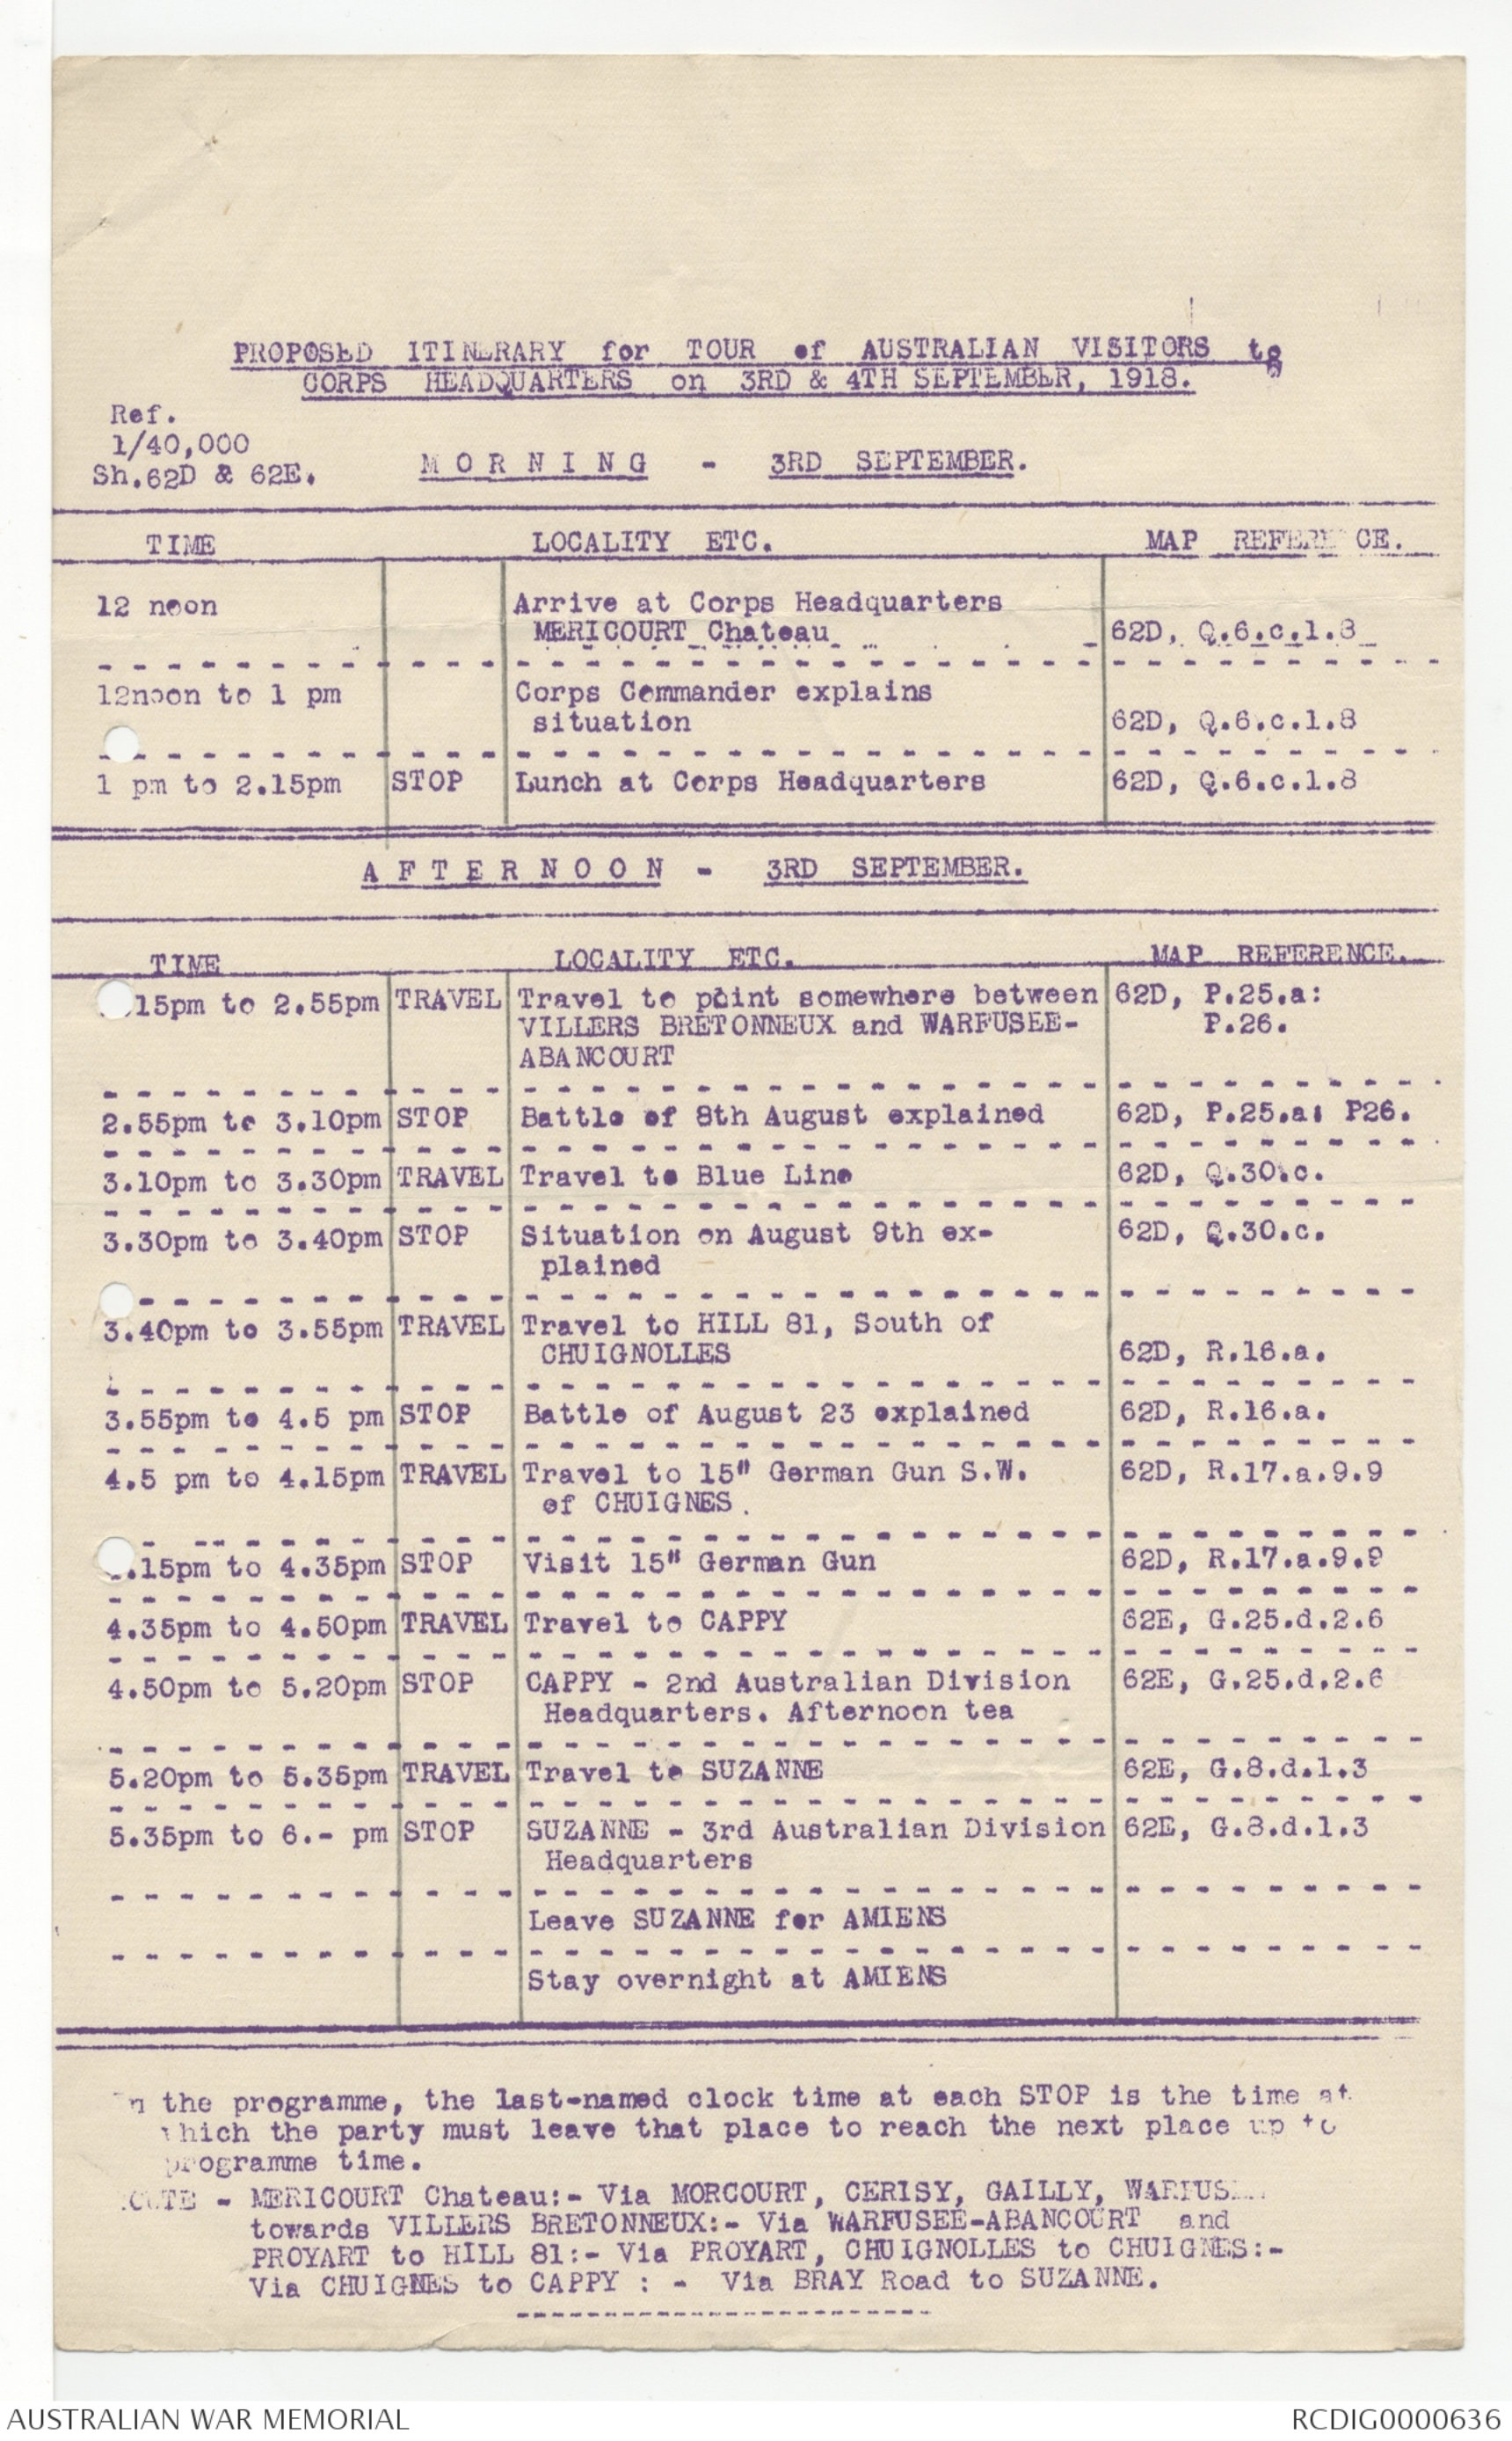 PROPOSED ITINERARY for TOUR of AUSTRALIAN VISITORS to
CORPS HEADQUARTERS on 3RD & 4TH SEPTEMBER, 1918.
Ref.
1/40,000
Sh.62D & 62E.
MORNING - 3RD SEPTEMBER.
TIME LOCALITY ETC. MAP REFERE CE.
12 noon Arrive at Corps Headquarters
MERICOURT Chateau 62D, Q.6.c.1.8
12noon to 1 pm Corps Commander explains
situation 62D, Q.6.c.1.8
1 pm to 2.15pm STOP Lunch at Corps Headquarters 62D, Q.6.c.1.8
AFTERNOON - 3RD SEPTEMBER.
TIME LOCALITY ETC. MAP REFERENCE.
15pm to 2.55pm TRAVEL Travel to point somewhere between 62D, P.25.a:
VILLERS BRETONNEUX and WARFUSEE- P.26.
ABANCOURT
2.55pm to 3.10pm STOP Battle of 8th August explained 62D, P.25.a: P26.
3.10pm to 3.30pm TRAVEL Travel to Blue Line 62D, Q.30.c.
3.30pm to 3.40pm STOP Situation on August 9th ex- 62D, Q.30.c.
plained
3.40pm to 3.55pm TRAVEL Travel to HILL 81, South of
CHUIGNOLLES 62D, R.16.a.
3.55pm to 4.5 pm STOP Battle of August 23 explained 62D, R.16.a.
4.5 pm to 4.15pm TRAVEL Travel to 15" German Gun S.W. 62D, R.17.a.9.9
of CHUIGNES.
.15pm to 4.35pm STOP Visit 15" German Gun 62D, R.17.a.9.9
4.35pm to 4.50pm TRAVEL Travel to CAPPY 62E, G.25.d.2.6
4.50pm to 5.20pm STOP CAPPY - 2nd Australian Division 62E, G.25.d.2.6
Headquarters. Afternoon tea
5.20pm to 5.35pm TRAVEL Travel to SUZANNE 62E, G.8.d.1.3
5.35pm to 6.- pm STOP SUZANNE - 3rd Australian Division 62E, G.8.d.1.3
Headquarters
Leave SUZANNE for AMIENS
Stay overnight at AMIENS
n the programme, the last-named clock time at each STOP is the time at
which the party must leave that place to reach the next place up to
programme time.
OUTE - MERICOURT Chateau:- Via MORCOURT, CERISY, GAILLY, WARFUS
towards VILLERS BRETONNEUX:- Via WARFUSEE-ABANCOURT and
PROYART to HILL 81:- Via PROYART, CHUIGNOLLES to CHUIGNES:-
Via CHUIGNES to CAPPY : - Via BRAY Road to SUZANNE.
AUSTRALIAN WAR MEMORIAL RCDIG0000636